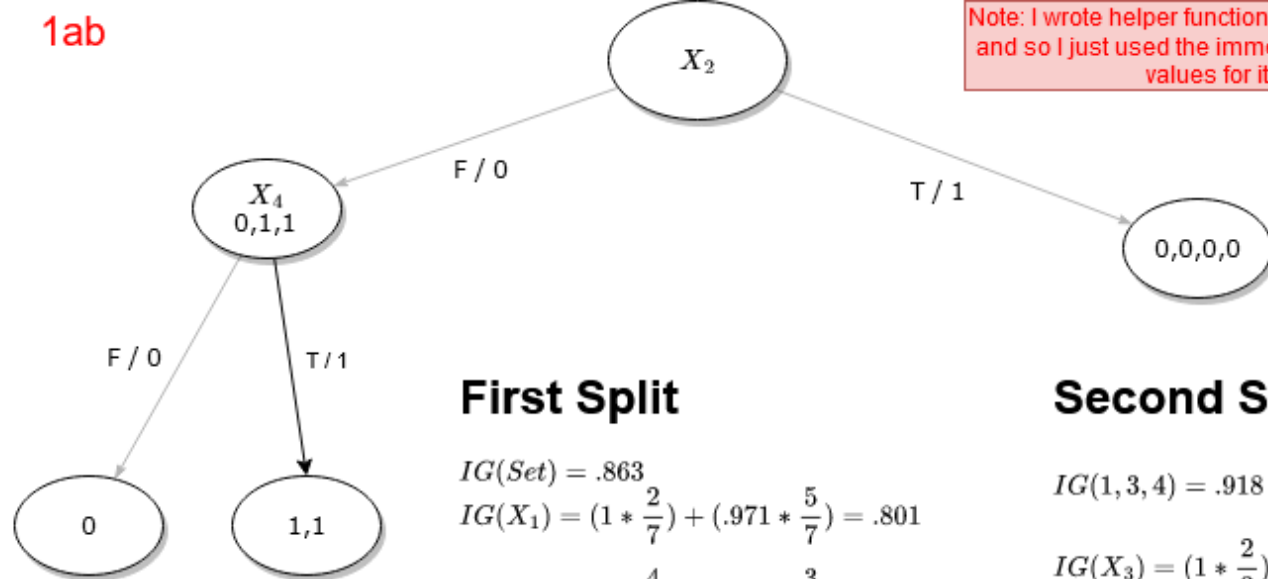 1ab
Note: I wrote helper function
and so I just used the imme
values for it
X₂
F / 0
T / 1
X₄
0,1,1
0,0,0,0
F / 0
T / 1
0
1,1
First Split
IG(Set) = .863
IG(X₁) = (1 * 2/7) + (.971 * 5/7) = .801
4 3
Second S
IG(1, 3, 4) = .918
IG(X₃) = (1 * 2